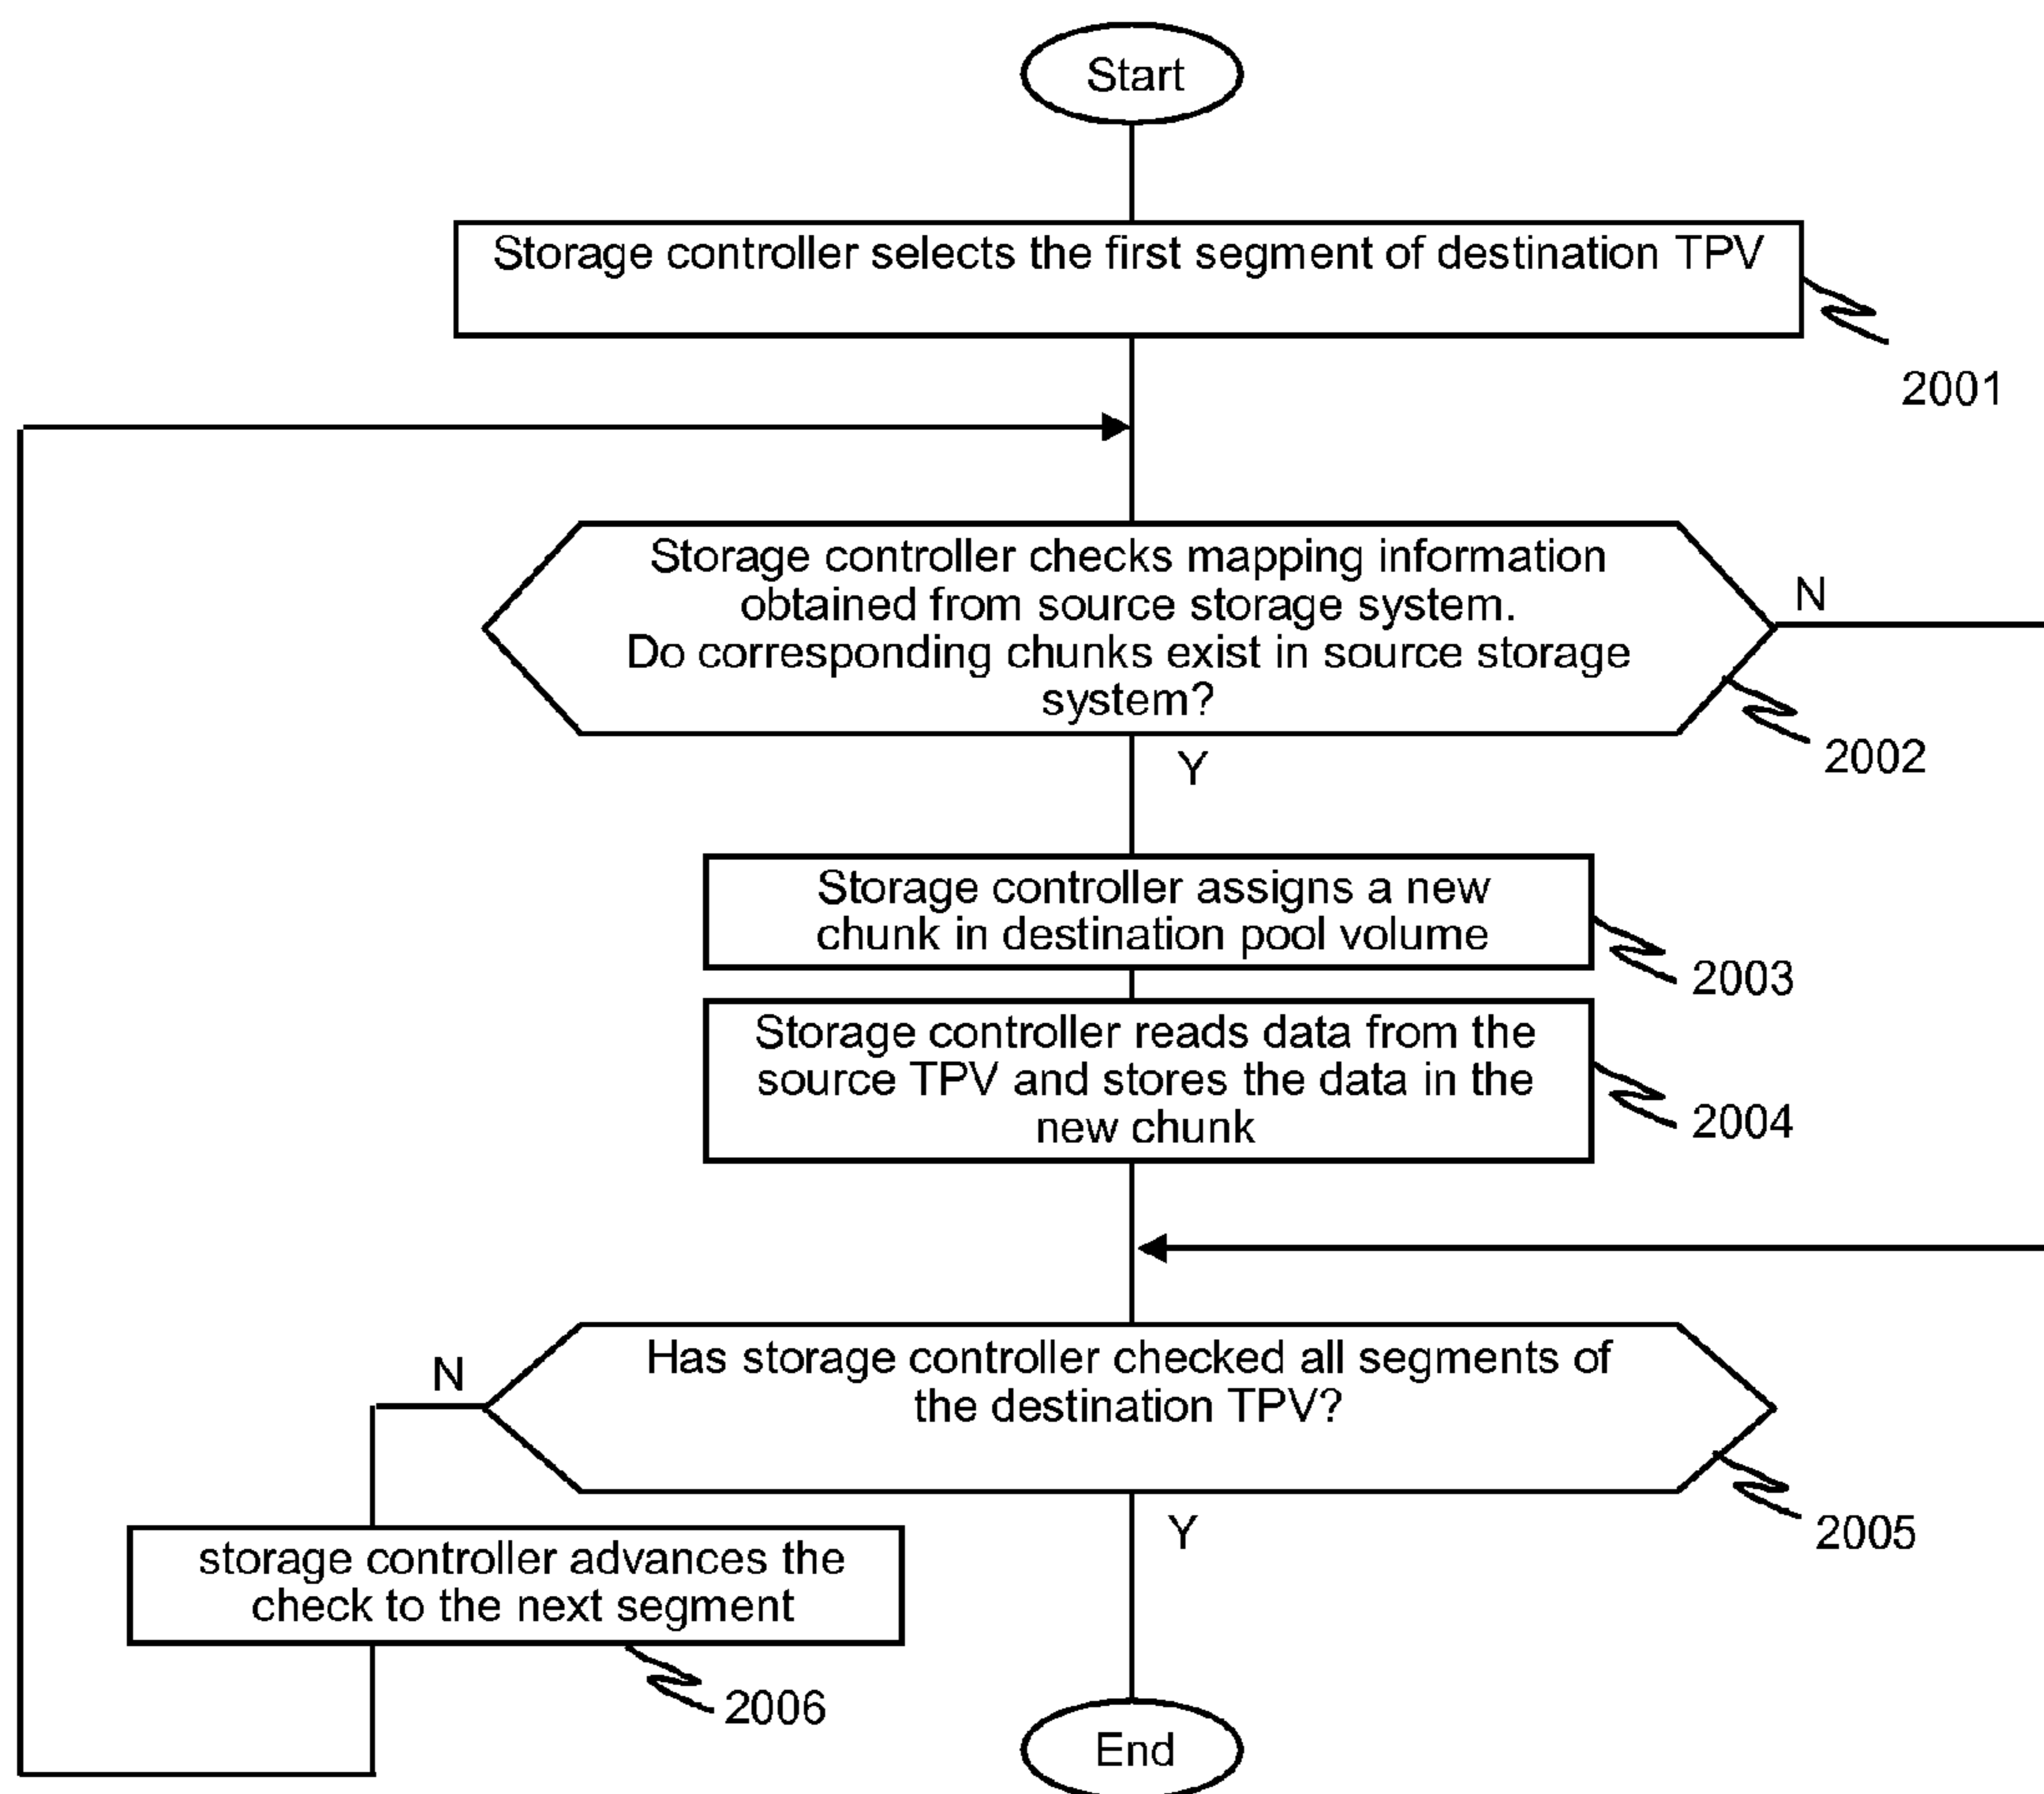 Start
Storage controller selects the first segment of destination TPV
2001
Storage controller checks mapping information
obtained from source storage system.
Do corresponding chunks exist in source storage
system?
N
2002
Y
Storage controller assigns a new
chunk in destination pool volume
2003
Storage controller reads data from the
source TPV and stores the data in the
new chunk
2004
Has storage controller checked all segments of
the destination TPV?
N
2005
Y
storage controller advances the
check to the next segment
2006
End